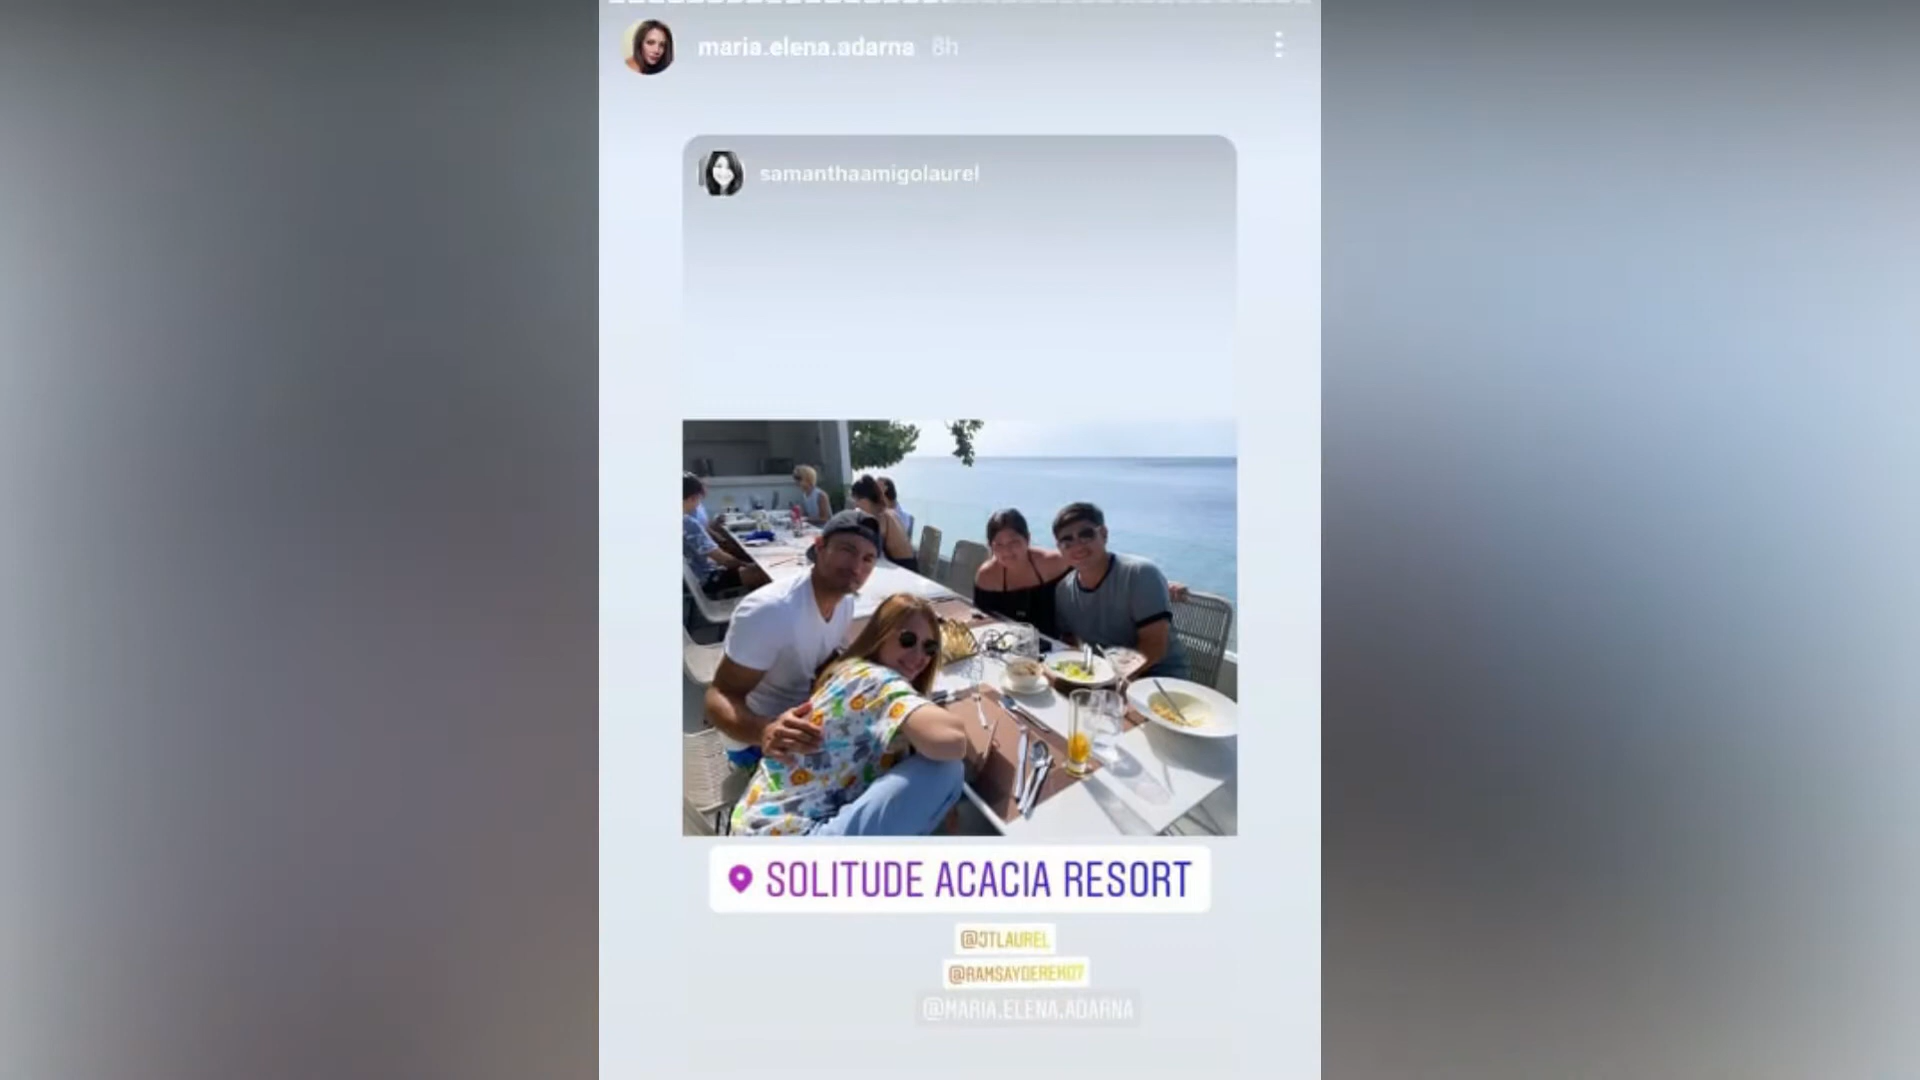 maria.elena.adarna 8h
samanthaamigolaurel
SOLITUDE ACACIA RESORT
@JTLAUREL
@RAMSAYDEREK07
@MARIA.ELENA.ADARNA